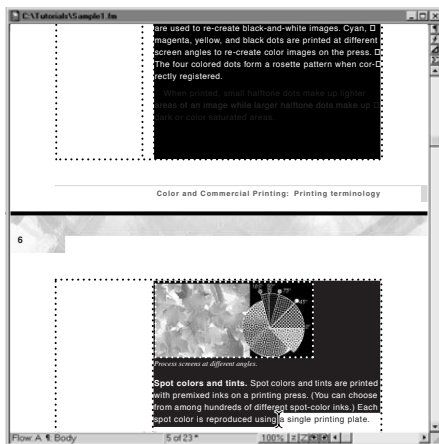 C:\Tutorials\Sample1.fm
are used to re-create black-and-white images. Cyan,
magenta, yellow, and black dots are printed at different
screen angles to re-create color images on the press.
The four colored dots form a rosette pattern when cor-
rectly registered.
When printed, small halftone dots make up lighter
areas of an image while larger halftone dots make up
dark or color saturated areas.
Color and Commercial Printing: Printing terminology
6
105°
90°
75°
45°
Process screens at different angles.
Spot colors and tints. Spot colors and tints are printed
with premixed inks on a printing press. (You can choose
from among hundreds of different spot-color inks.) Each
spot color is reproduced using a single printing plate.
Flow: A ¶: Body 5 of 23 * 100% z Z